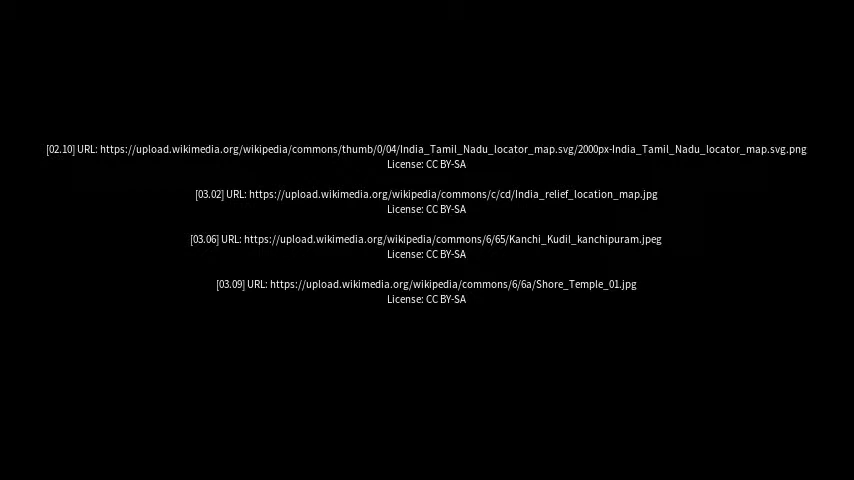 [02.10] URL: https://upload.wikimedia.org/wikipedia/commons/thumb/0/04/India_Tamil_Nadu_locator_map.svg/2000px-India_Tamil_Nadu_locator_map.svg.png
License: CC BY-SA
[03.02] URL: https://upload.wikimedia.org/wikipedia/commons/c/cd/India_relief_location_map.jpg
License: CC BY-SA
[03.06] URL: https://upload.wikimedia.org/wikipedia/commons/6/65/Kanchi_Kudil_kanchipuram.jpeg
License: CC BY-SA
[03.09] URL: https://upload.wikimedia.org/wikipedia/commons/6/6a/Shore_Temple_01.jpg
License: CC BY-SA